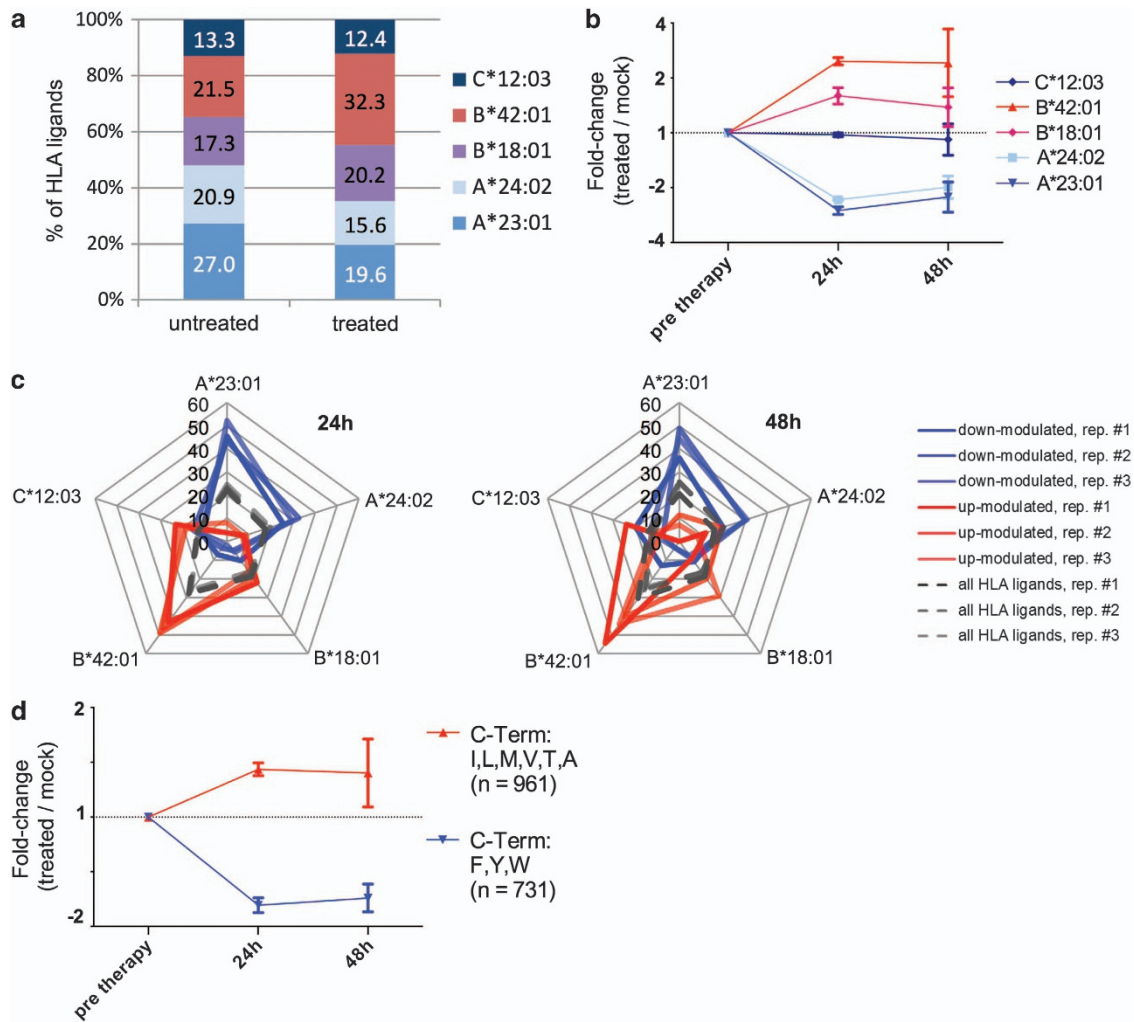 a
100%
80%
60%
40%
20%
0%
% of HLA ligands
13.3
21.5
17.3
20.9
27.0
12.4
32.3
20.2
15.6
19.6
untreated
treated
C*12:03
B*42:01
B*18:01
A*24:02
A*23:01
b
4
2
1
-2
-4
Fold-change
(treated / mock)
pre therapy
24h
48h
C*12:03
B*42:01
B*18:01
A*24:02
A*23:01
c
A*23:01
60
50
40
30
20
10
0
24h
A*24:02
B*18:01
B*42:01
C*12:03
A*23:01
60
50
40
30
20
10
0
48h
A*24:02
B*18:01
B*42:01
C*12:03
down-modulated, rep. #1
down-modulated, rep. #2
down-modulated, rep. #3
up-modulated, rep. #1
up-modulated, rep. #2
up-modulated, rep. #3
all HLA ligands, rep. #1
all HLA ligands, rep. #2
all HLA ligands, rep. #3
d
2
1
-2
Fold-change
(treated / mock)
pre therapy
24h
48h
C-Term:
I,L,M,V,T,A
(n = 961)
C-Term:
F,Y,W
(n = 731)